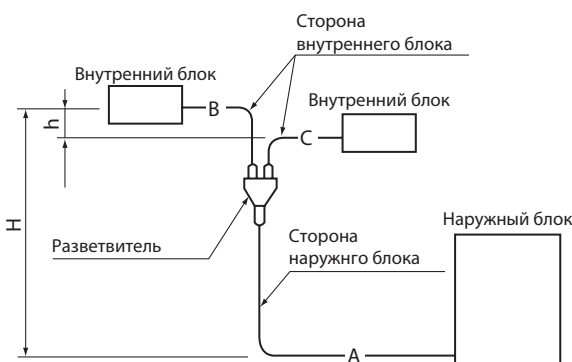 Сторона
внутреннего блока
Внутренний блок
B
Внутренний блок
h
C
H
Разветвитель
Сторона
наружнго блока
Наружный блок
A